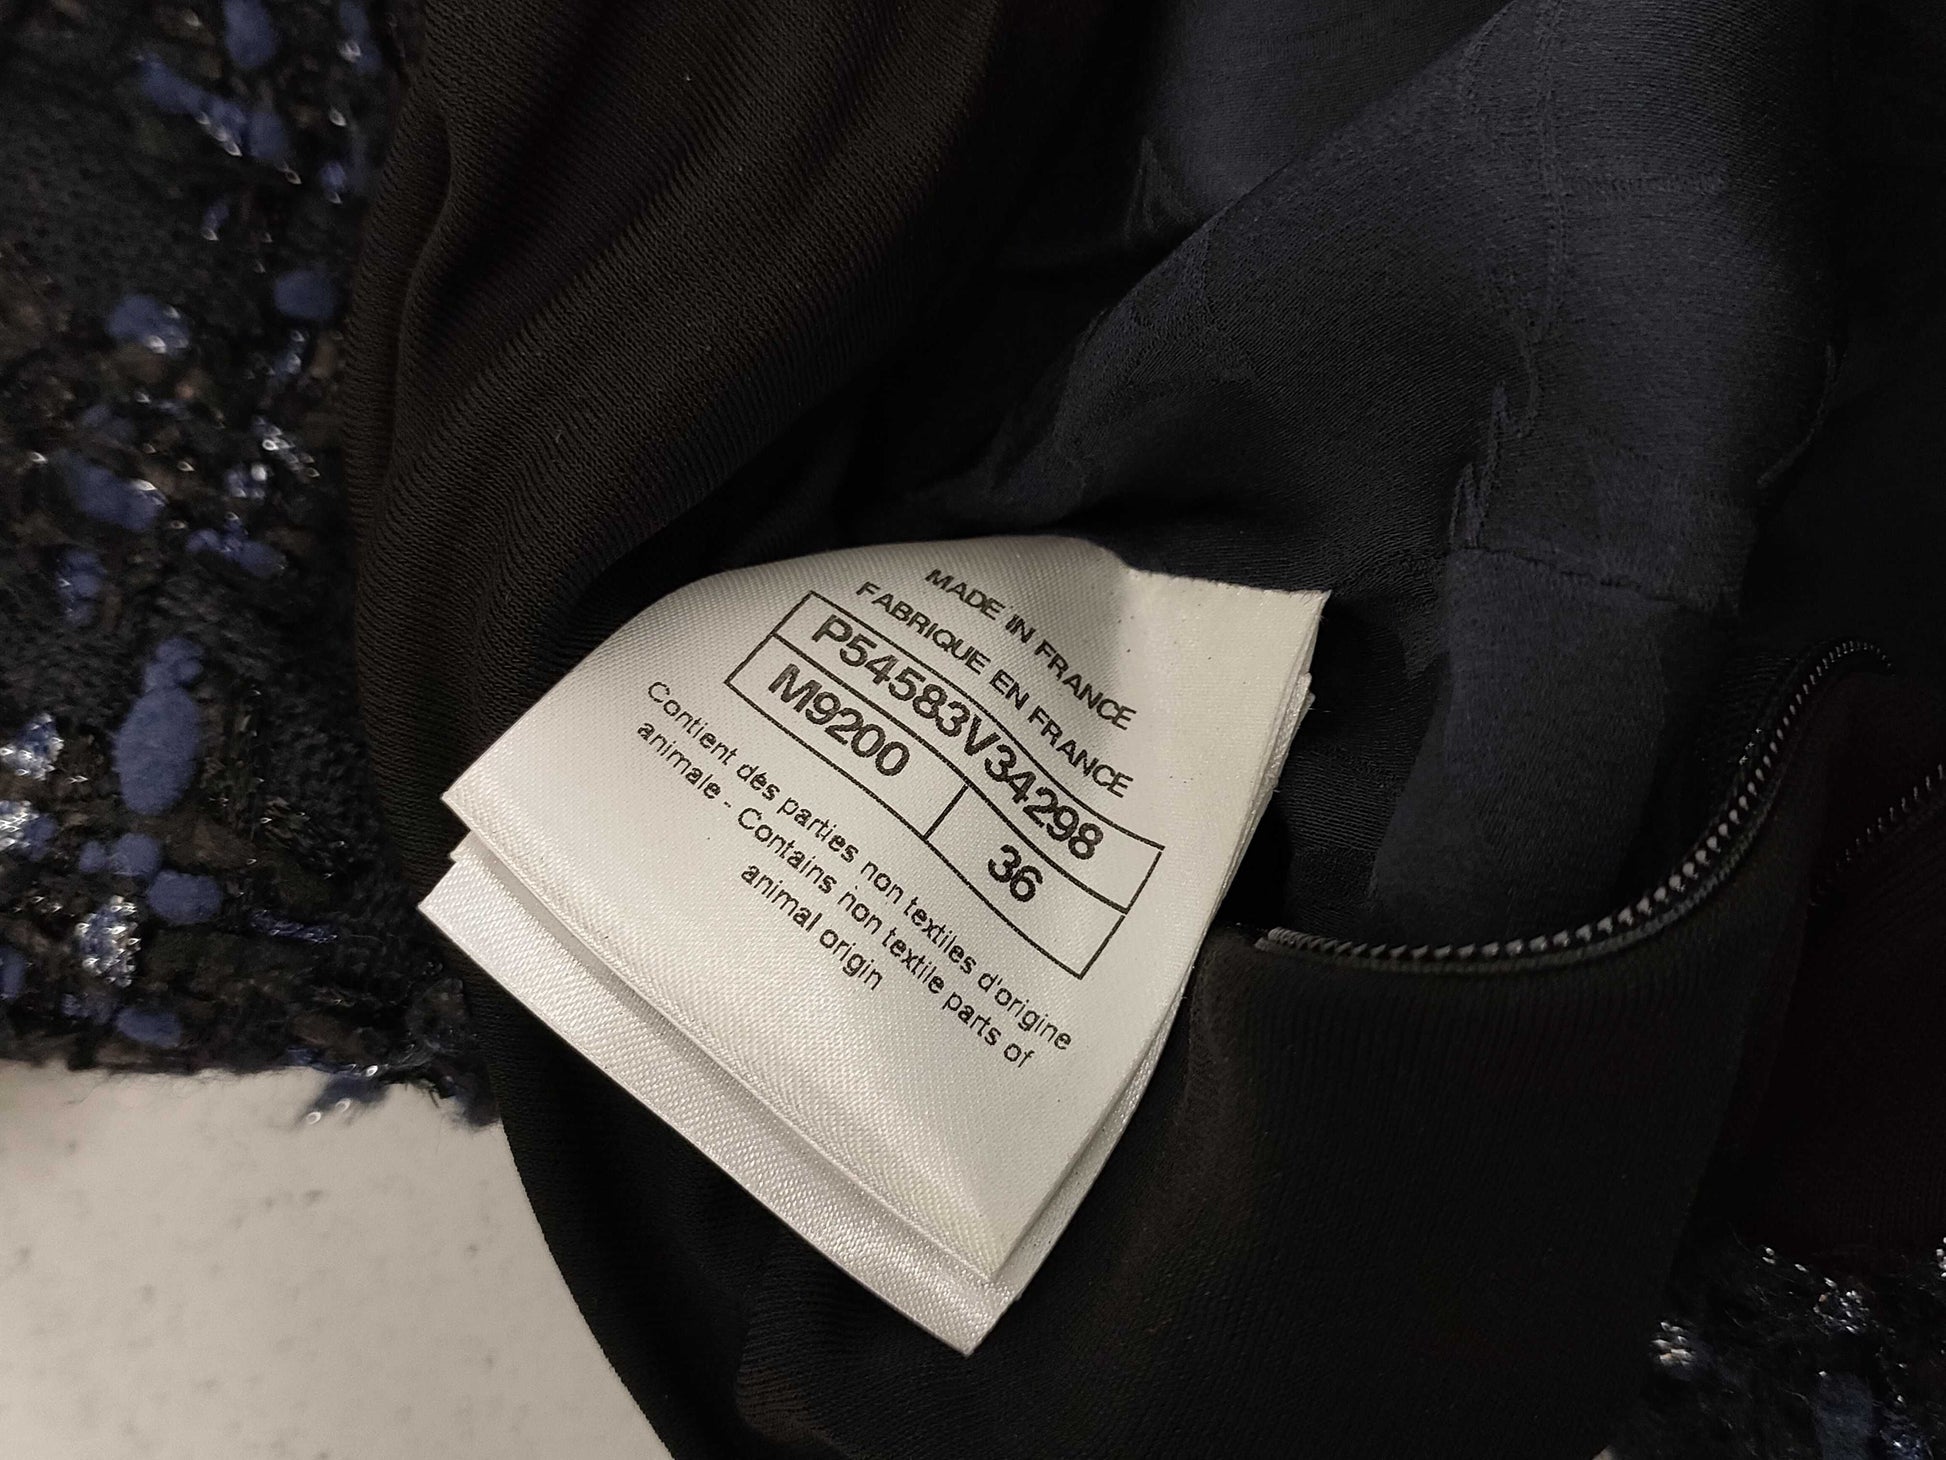 MADE IN FRANCE
FABRIQUE EN FRANCE
P54583V34298
M9200 36
Contient des parties non textiles d'origine
animale - Contains non textile parts of
animal origin